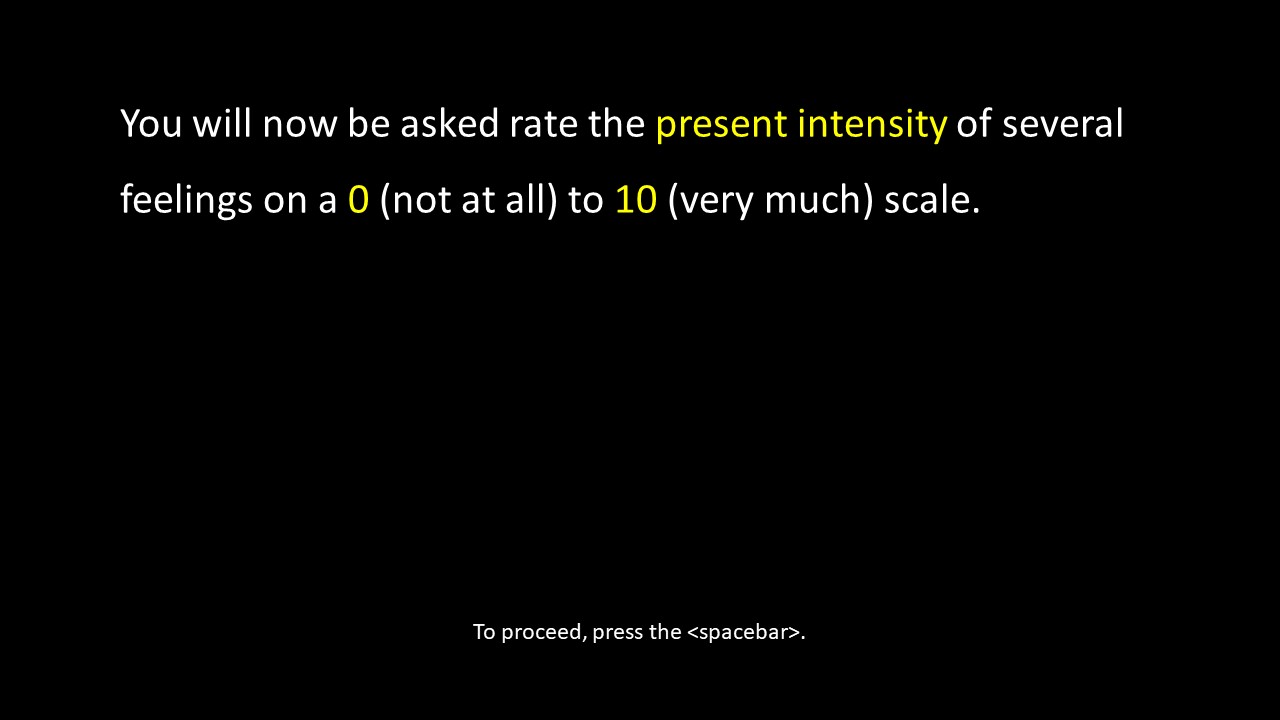 You will now be asked rate the present intensity of several
feelings on a 0 (not at all) to 10 (very much) scale.
To proceed, press the <spacebar>.